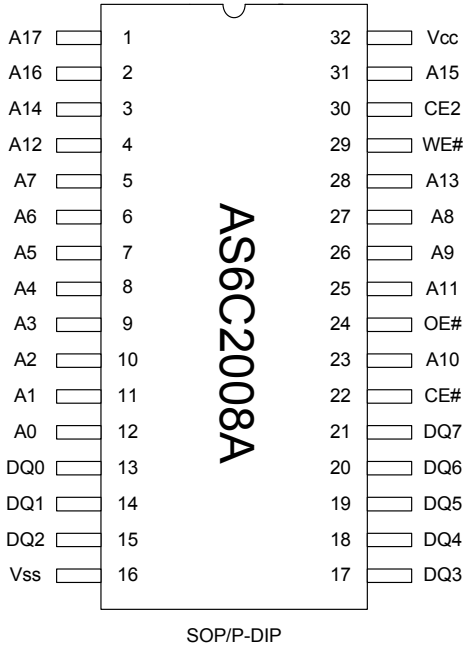 A17 1 32 Vcc
A16 2 31 A15
A14 3 30 CE2
A12 4 29 WE#
A7 5 28 A13
A6 6 27 A8
A5 7 26 A9
A4 8 25 A11
A3 9 24 OE#
A2 10 23 A10
A1 11 22 CE#
A0 12 21 DQ7
DQ0 13 20 DQ6
DQ1 14 19 DQ5
DQ2 15 18 DQ4
Vss 16 17 DQ3
AS6C2008A
SOP/P-DIP